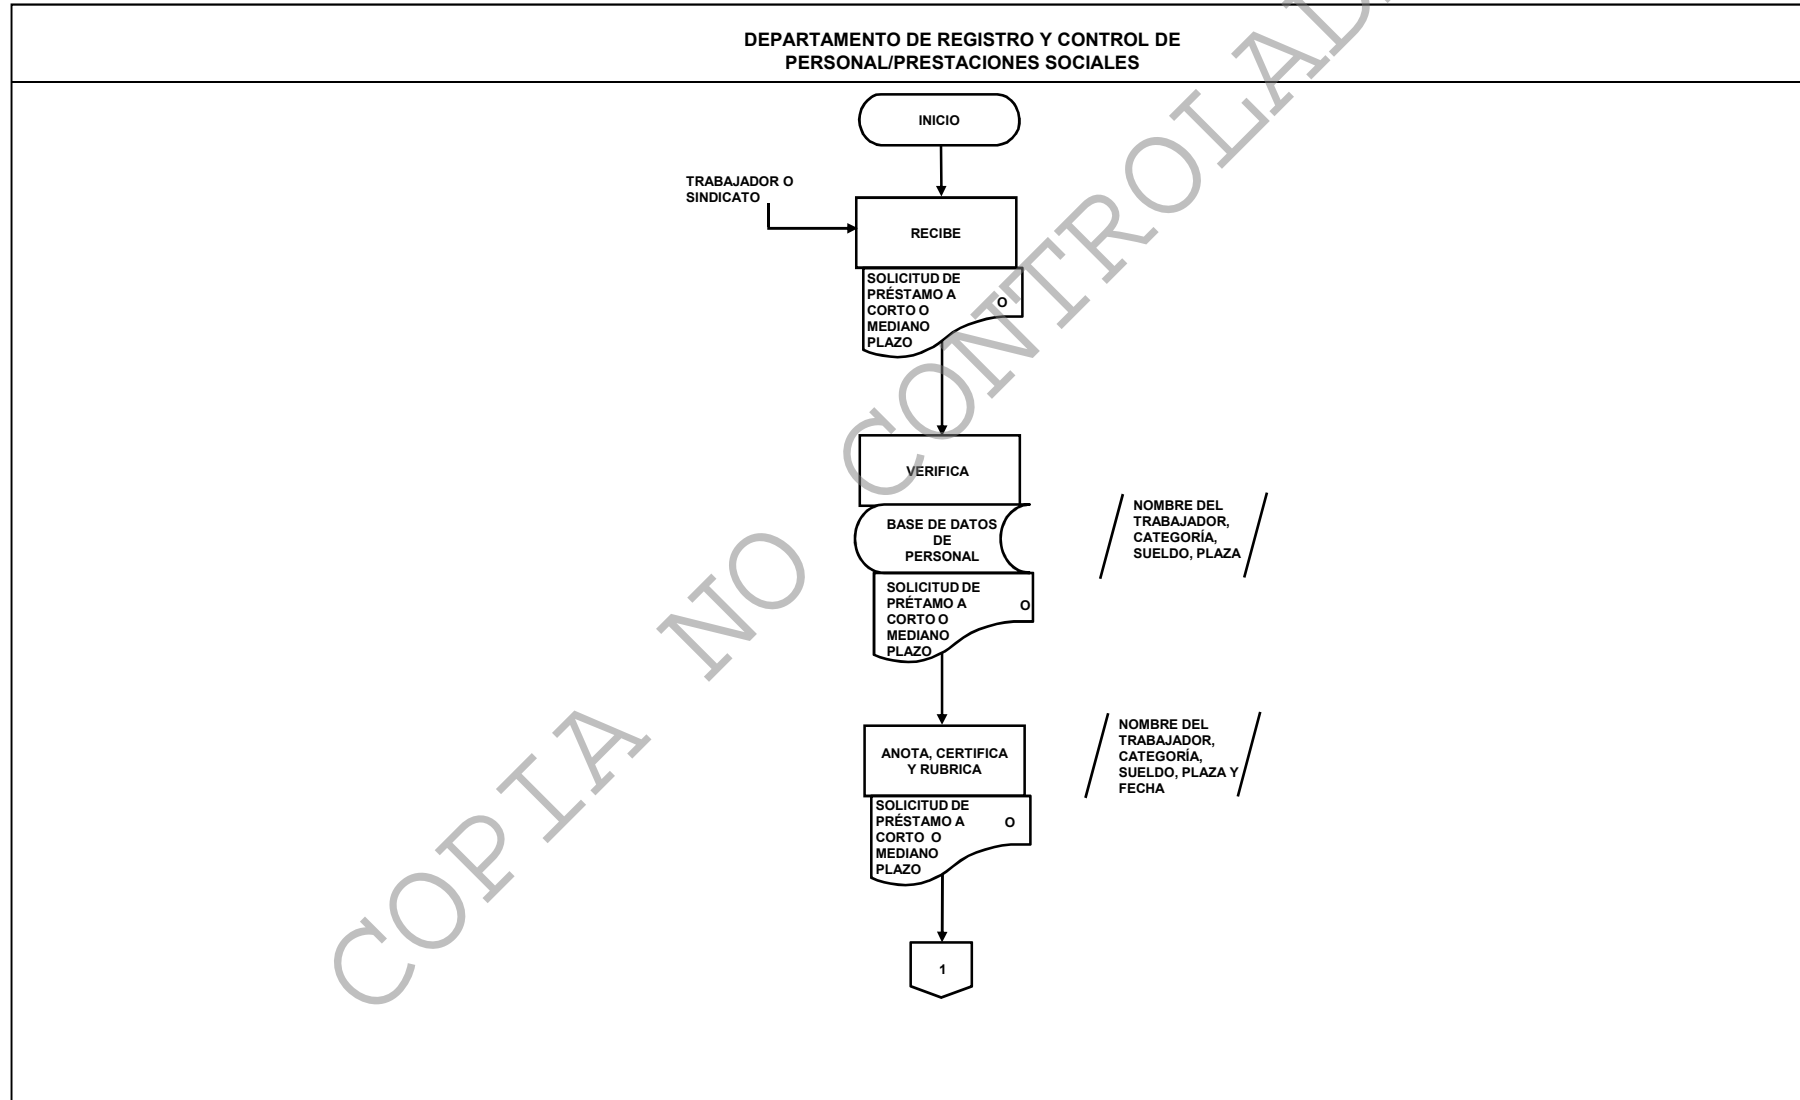 DEPARTAMENTO DE REGISTRO Y CONTROL DE
PERSONAL/PRESTACIONES SOCIALES
INICIO
TRABAJADOR O
SINDICATO
RECIBE
SOLICITUD DE
PRÉSTAMO A
CORTO O
MEDIANO
PLAZO
O
VERIFICA
BASE DE DATOS
DE
PERSONAL
NOMBRE DEL
TRABAJADOR,
CATEGORÍA,
SUELDO, PLAZA
SOLICITUD DE
PRÉTAMO A
CORTO O
MEDIANO
PLAZO
O
ANOTA, CERTIFICA
Y RUBRICA
NOMBRE DEL
TRABAJADOR,
CATEGORÍA,
SUELDO, PLAZA Y
FECHA
SOLICITUD DE
PRÉSTAMO A
CORTO  O
MEDIANO
PLAZO
O
1
COPIA NO CONTROLAD